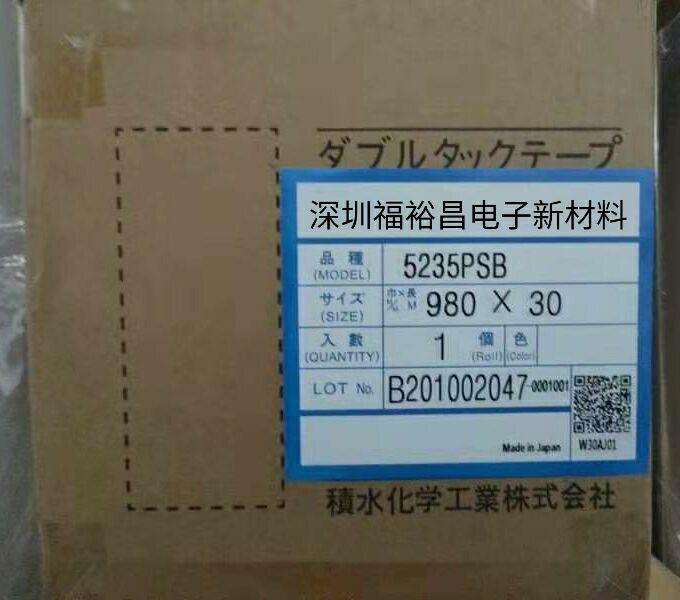 ダブルタックテープ
深圳福裕昌电子新材料
品種 (MODEL) 5235PSB
サイズ (SIZE) 巾×長 M 980 × 30
入数 (QUANTITY) 1 個 (Roll) 色 (Color)
LOT No. B201002047-0001001
Made in Japan W30AJ01
積水化学工業株式会社